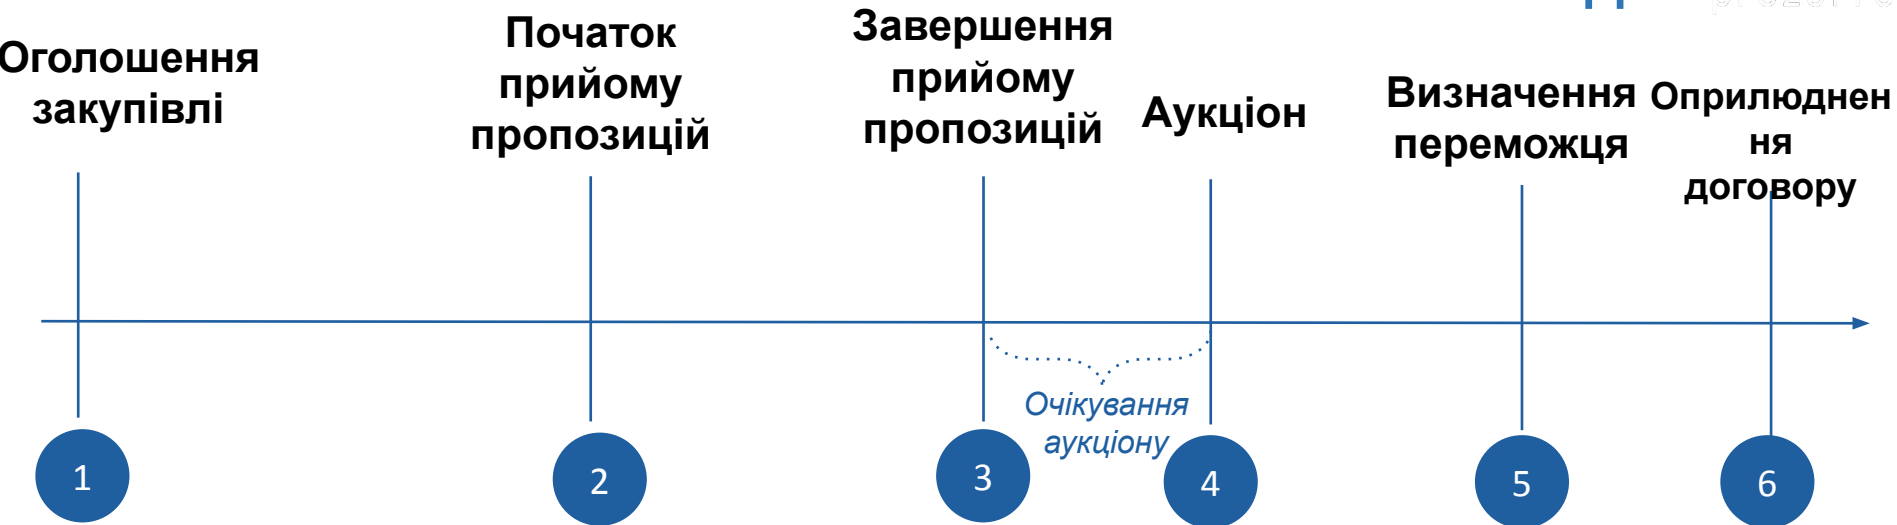 Оголошення
закупівлі
Початок
прийому
пропозицій
Завершення
прийому
пропозицій
Аукціон
Визначення
переможця
Оприлюднен
ня
договору
Очікування
аукціону
1
2
3
4
5
6